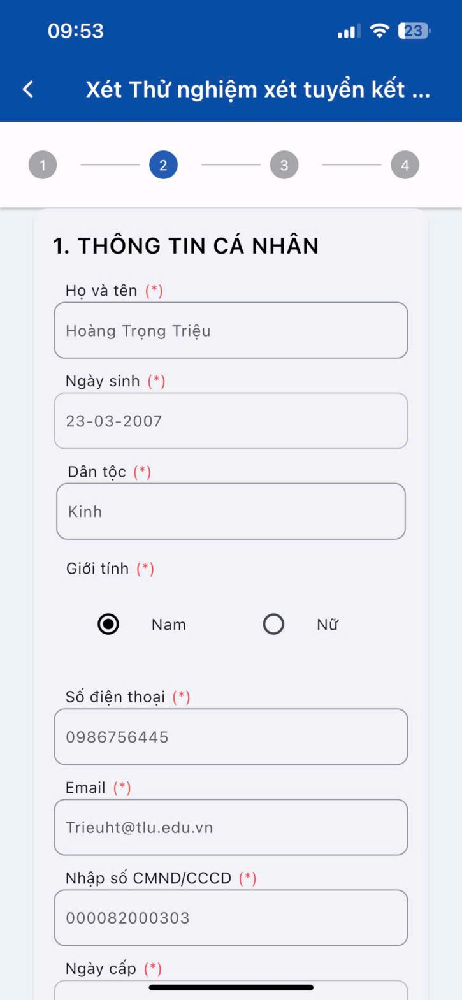 09:53
23
Xét Thử nghiệm xét tuyển kết ...
1 2 3 4
1. THÔNG TIN CÁ NHÂN
Họ và tên (*)
Hoàng Trọng Triệu
Ngày sinh (*)
23-03-2007
Dân tộc (*)
Kinh
Giới tính (*)
Nam Nữ
Số điện thoại (*)
0986756445
Email (*)
Trieuht@tlu.edu.vn
Nhập số CMND/CCCD (*)
000082000303
Ngày cấp (*)